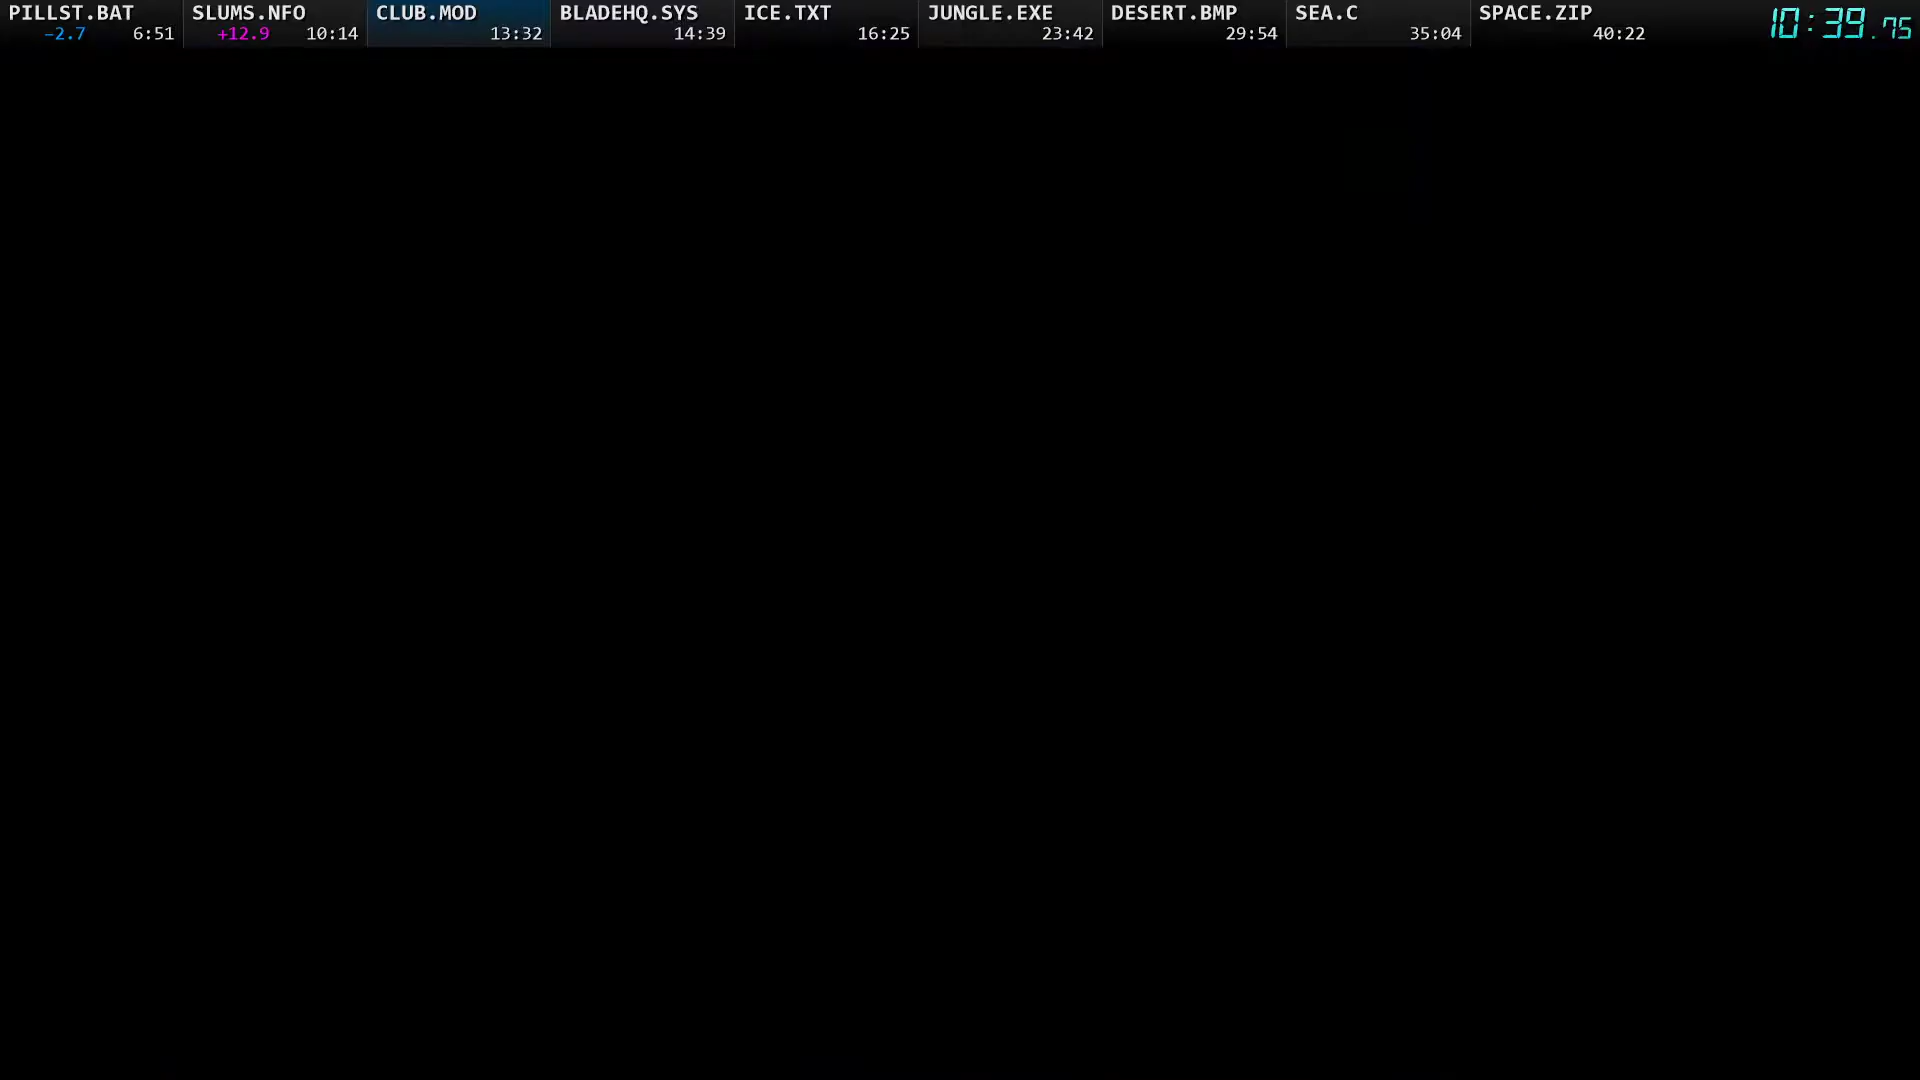 PILLST.BAT SLUMS.NFO CLUB.MOD BLADEHQ.SYS ICE.TXT JUNGLE.EXE DESERT.BMP SEA.C SPACE.ZIP 10:39.75
-2.7 6:51 +12.9 10:14 13:32 14:39 16:25 23:42 29:54 35:04 40:22